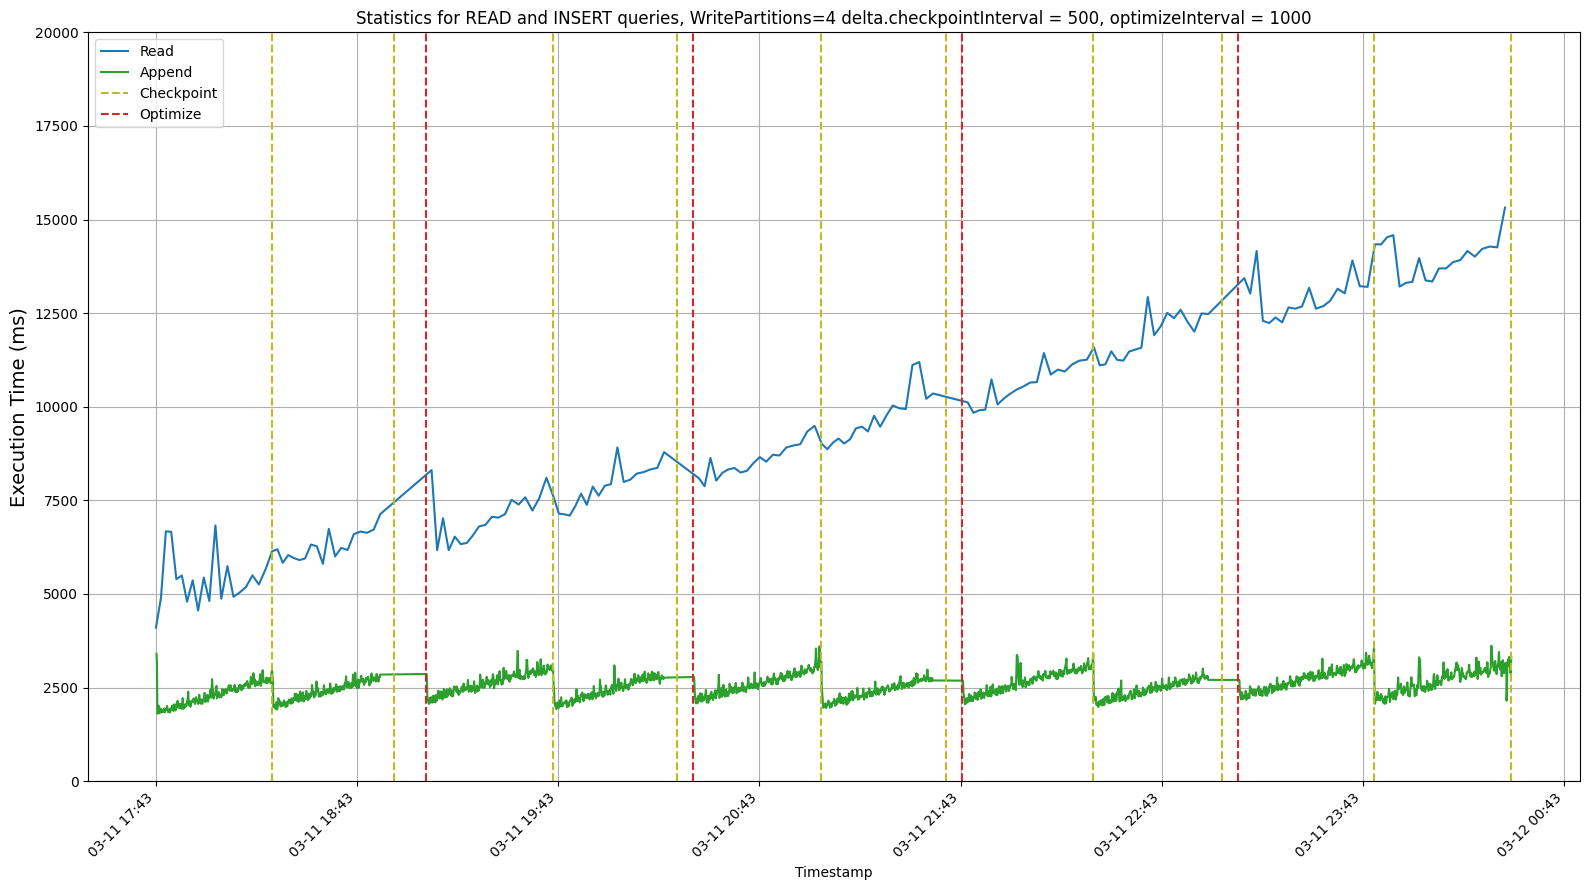 Statistics for READ and INSERT queries, WritePartitions=4 delta.checkpointInterval = 500, optimizeInterval = 1000
Read
Append
Checkpoint
Optimize
20000
17500
15000
12500
10000
7500
5000
2500
0
Execution Time (ms)
03-11 17:43
03-11 18:43
03-11 19:43
03-11 20:43
03-11 21:43
03-11 22:43
03-11 23:43
03-12 00:43
Timestamp